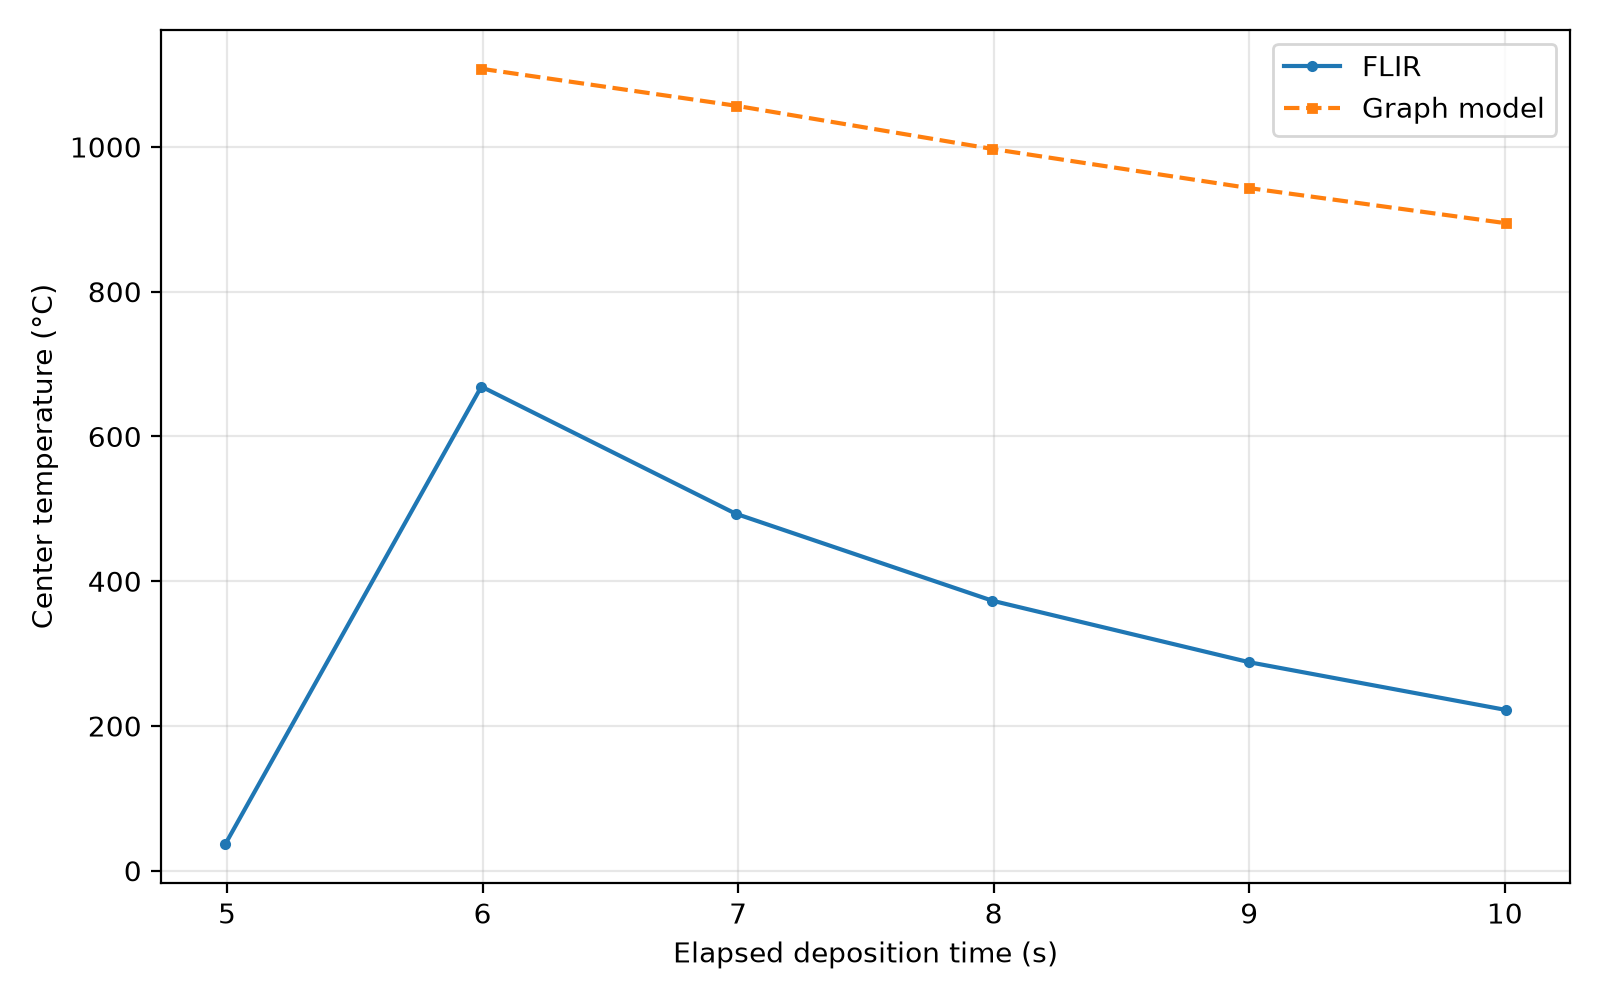 FLIR
Graph model
1000
800
600
400
200
0
Center temperature (°C)
5 6 7 8 9 10
Elapsed deposition time (s)